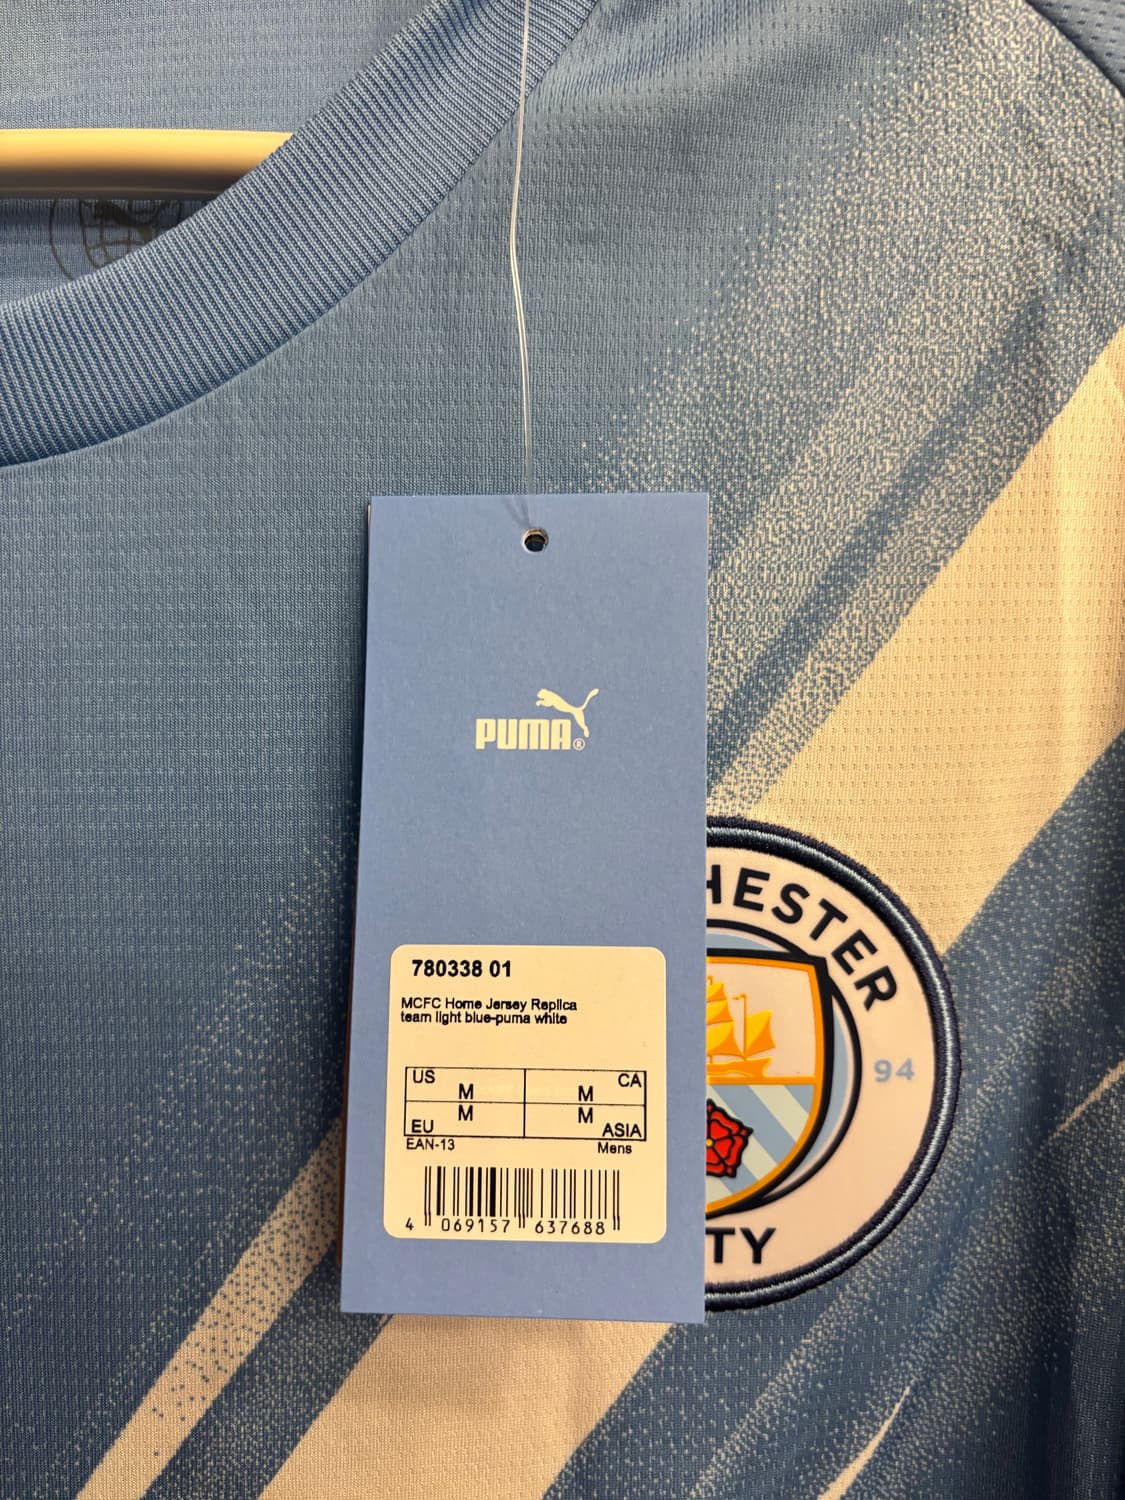 PUMA®
780338 01
MCFC Home Jersey Replica
team light blue-puma white
US M M CA
EU M M ASIA
EAN-13 Mens
4 069157 637688
HESTER
94
TY